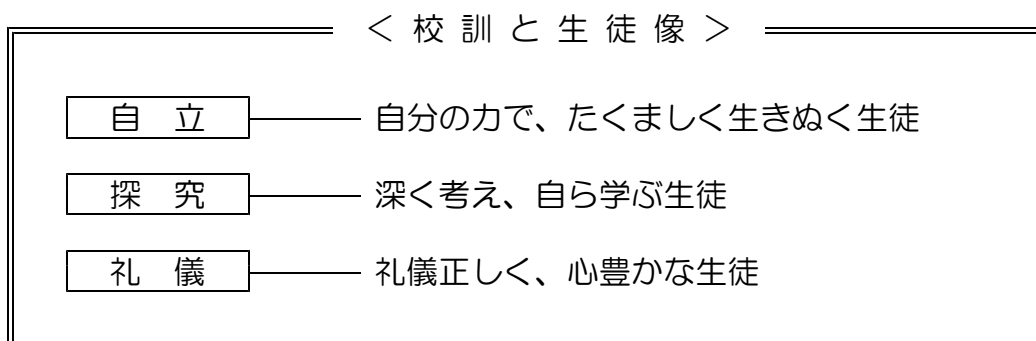 ＜校訓と生徒像＞
自立 自分の力で、たくましく生きぬく生徒
探究 深く考え、自ら学ぶ生徒
礼儀 礼儀正しく、心豊かな生徒